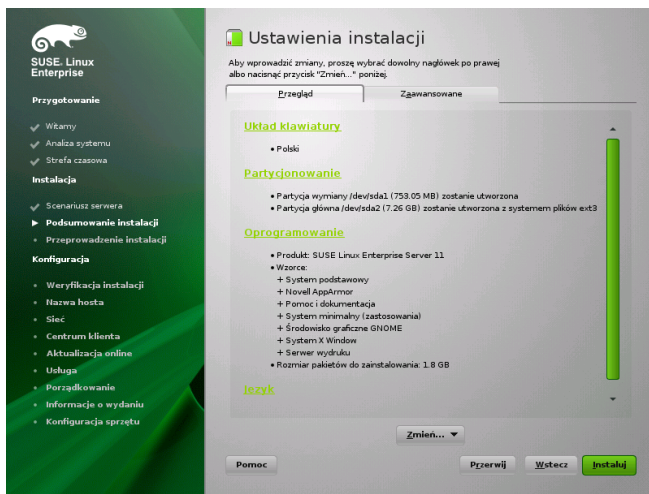 SUSE. Linux
Enterprise
Przygotowanie
Witamy
Analiza systemu
Strefa czasowa
Instalacja
Scenariusz serwera
Podsumowanie instalacji
Przeprowadzenie instalacji
Konfiguracja
Weryfikacja instalacji
Nazwa hosta
Sieć
Centrum klienta
Aktualizacja online
Usługa
Porządkowanie
Informacje o wydaniu
Konfiguracja sprzętu
Ustawienia instalacji
Aby wprowadzić zmiany, proszę wybrać dowolny nagłówek po prawej
albo nacisnąć przycisk "Zmień..." poniżej.
Przegląd
Zaawansowane
Układ klawiatury
• Polski
Partycjonowanie
• Partycja wymiany /dev/sda1 (753.05 MB) zostanie utworzona
• Partycja główna /dev/sda2 (7.26 GB) zostanie utworzona z systemem plików ext3
Oprogramowanie
• Produkt: SUSE Linux Enterprise Server 11
• Wzorce:
+ System podstawowy
+ Novell AppArmor
+ Pomoc i dokumentacja
+ System minimalny (zastosowania)
+ Środowisko graficzne GNOME
+ System X Window
+ Serwer wydruku
• Rozmiar pakietów do zainstalowania: 1.8 GB
Język
Zmień...
Pomoc
Przerwij
Wstecz
Instaluj